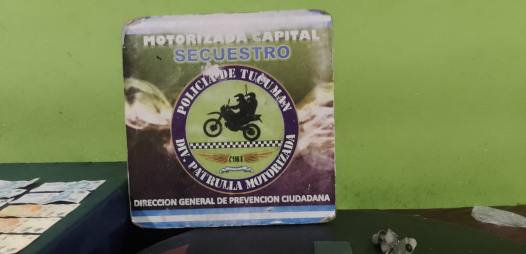 MOTORIZADA CAPITAL
SECUESTRO
POLICIA DE TUCUMAN
DIV. PATRULLA MOTORIZADA
DIRECCION GENERAL DE PREVENCION CIUDADANA